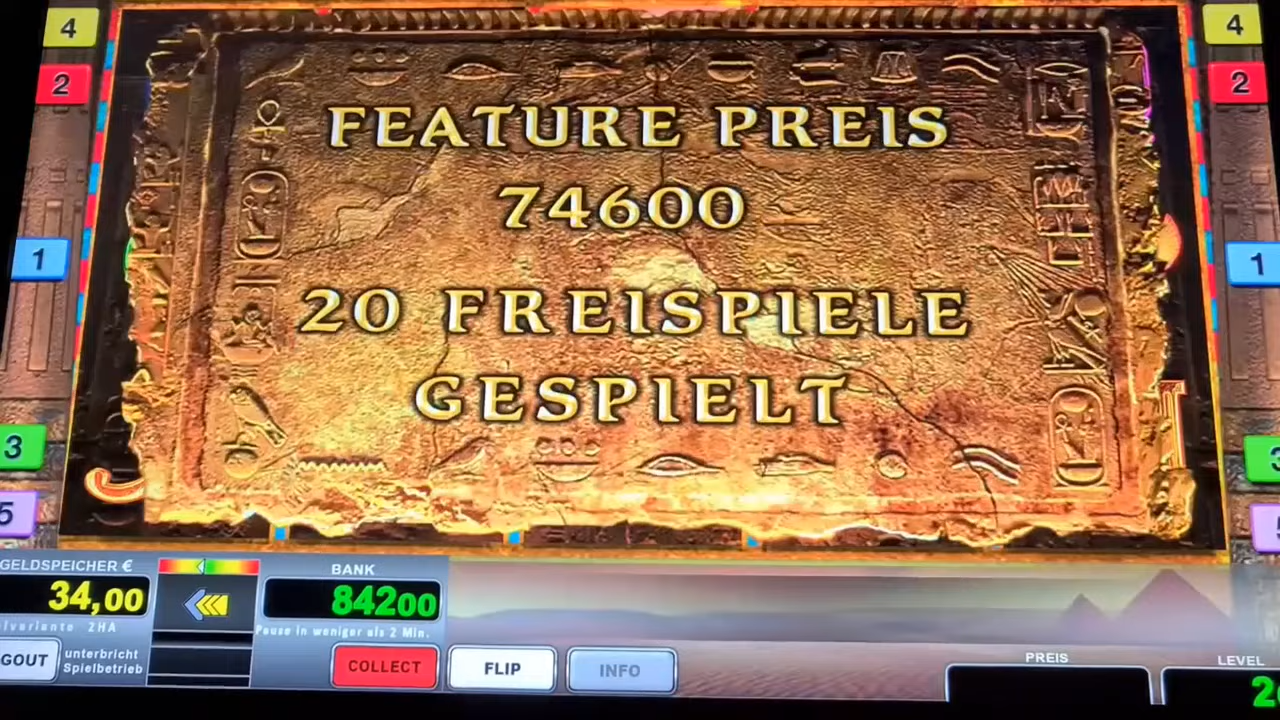 4
4
2
2
FEATURE PREIS
74600
1
1
20 FREISPIELE
GESPIELT
3
3
5
GELDSPEICHER €
BANK
34,00
84200
Pause in weniger als 2 Min.
2HA
GOUT
unterbricht
Spielbetrieb
COLLECT
FLIP
INFO
PREIS
LEVEL